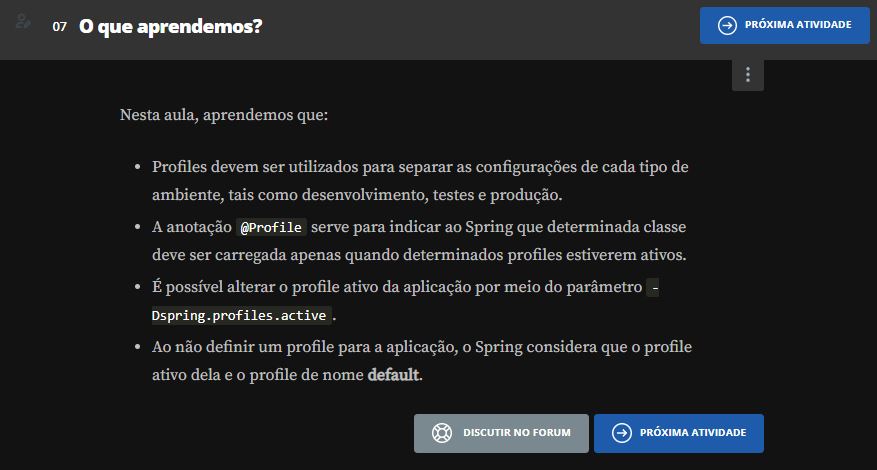 07 O que aprendemos?
PRÓXIMA ATIVIDADE
Nesta aula, aprendemos que:
• Profiles devem ser utilizados para separar as configurações de cada tipo de
ambiente, tais como desenvolvimento, testes e produção.
• A anotação @Profile serve para indicar ao Spring que determinada classe
deve ser carregada apenas quando determinados profiles estiverem ativos.
• É possível alterar o profile ativo da aplicação por meio do parâmetro -
Dspring.profiles.active.
• Ao não definir um profile para a aplicação, o Spring considera que o profile
ativo dela e o profile de nome default.
DISCUTIR NO FORUM
PRÓXIMA ATIVIDADE